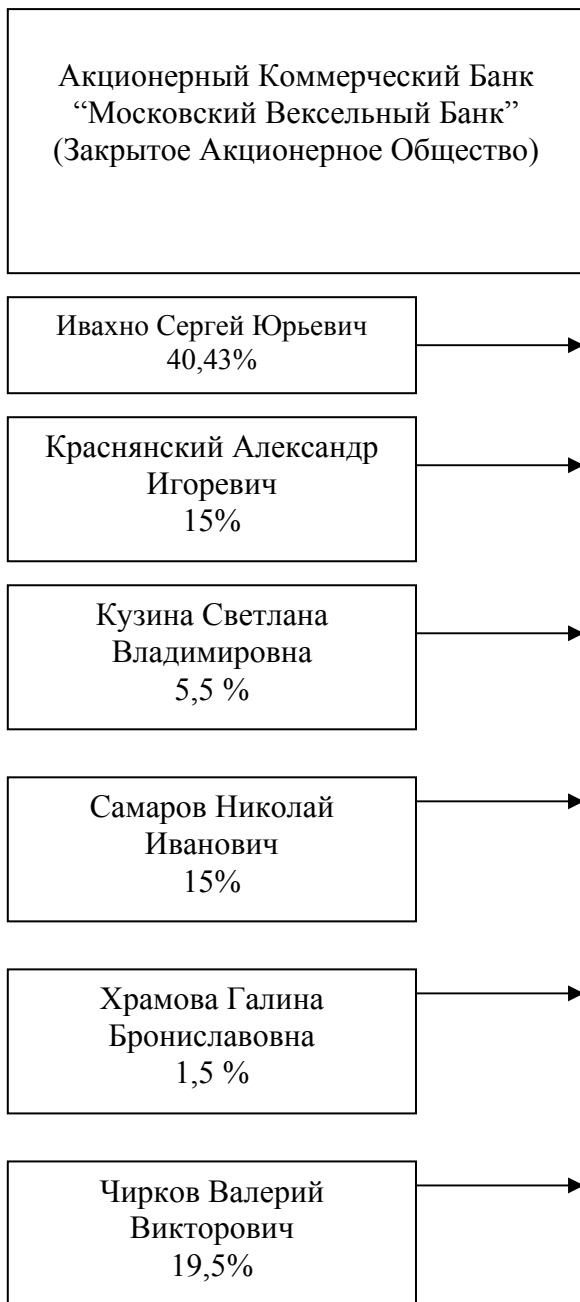 Акционерный Коммерческий Банк
“Московский Вексельный Банк”
(Закрытое Акционерное Общество)
Ивахно Сергей Юрьевич
40,43%
Краснянский Александр
Игоревич
15%
Кузина Светлана
Владимировна
5,5 %
Самаров Николай
Иванович
15%
Храмова Галина
Брониславовна
1,5 %
Чирков Валерий
Викторович
19,5%